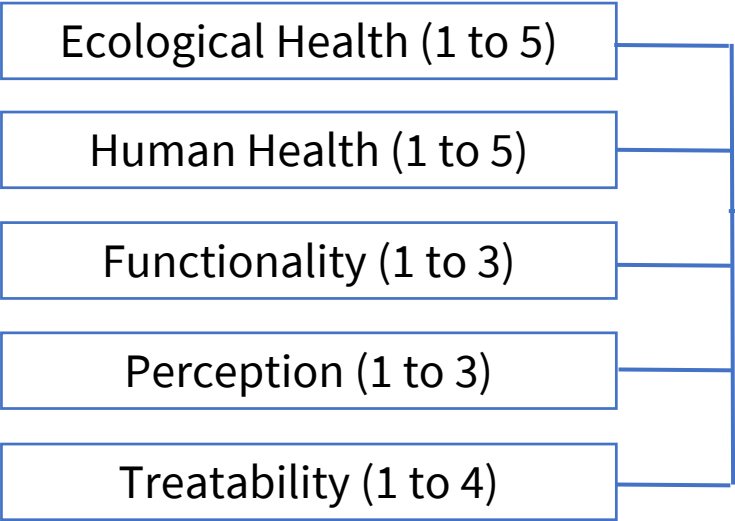 Ecological Health (1 to 5)
Human Health (1 to 5)
Functionality (1 to 3)
Perception (1 to 3)
Treatability (1 to 4)